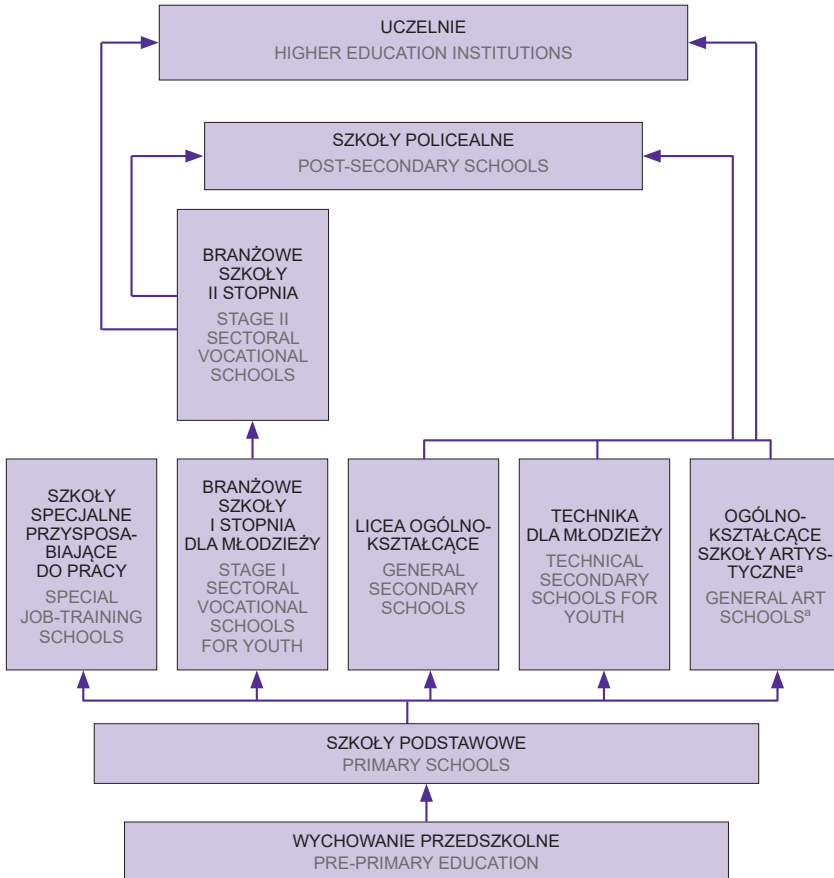 UCZELNIE
HIGHER EDUCATION INSTITUTIONS
SZKOŁY POLICEALNE
POST-SECONDARY SCHOOLS
BRANŻOWE
SZKOŁY
II STOPNIA
STAGE II
SECTORAL
VOCATIONAL
SCHOOLS
SZKOŁY
SPECJALNE
PRZYSPOSA-
BIAJĄCE
DO PRACY
SPECIAL
JOB-TRAINING
SCHOOLS
BRANŻOWE
SZKOŁY
I STOPNIA
DLA MŁODZIEŻY
STAGE I
SECTORAL
VOCATIONAL
SCHOOLS
FOR YOUTH
LICEA OGÓLNO-
KSZTAŁCĄCE
GENERAL
SECONDARY
SCHOOLS
TECHNIKA
DLA MŁODZIEŻY
TECHNICAL
SECONDARY
SCHOOLS FOR
YOUTH
OGÓLNO-
KSZTAŁCĄCE
SZKOŁY ARTYS-
TYCZNEᵃ
GENERAL ART
SCHOOLSᵃ
SZKOŁY PODSTAWOWE
PRIMARY SCHOOLS
WYCHOWANIE PRZEDSZKOLNE
PRE-PRIMARY EDUCATION